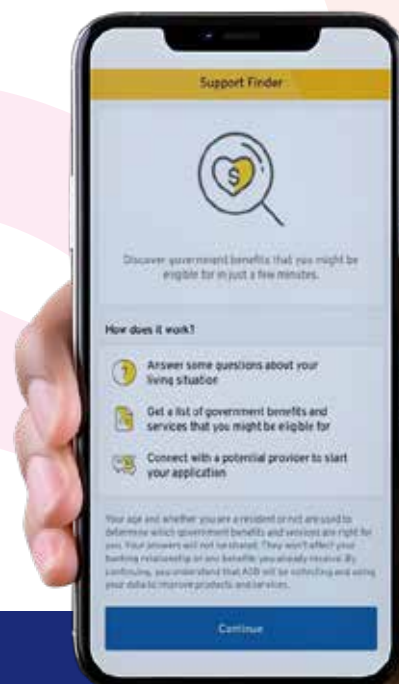 Support Finder
$
Discover government benefits that you might be
eligible for in just a few minutes.
How does it work?
?
Answer some questions about your
living situation
Get a list of government benefits and
services that you might be eligible for
Connect with a potential provider to start
your application
Your age and whether you are a resident or not are used to
determine which government benefits and services are right for
you. Your answers will not be shared. They won't affect your
banking relationship or any benefits you already receive. By
continuing, you understand that ASB will be collecting and using
your data to improve products and services.
Continue